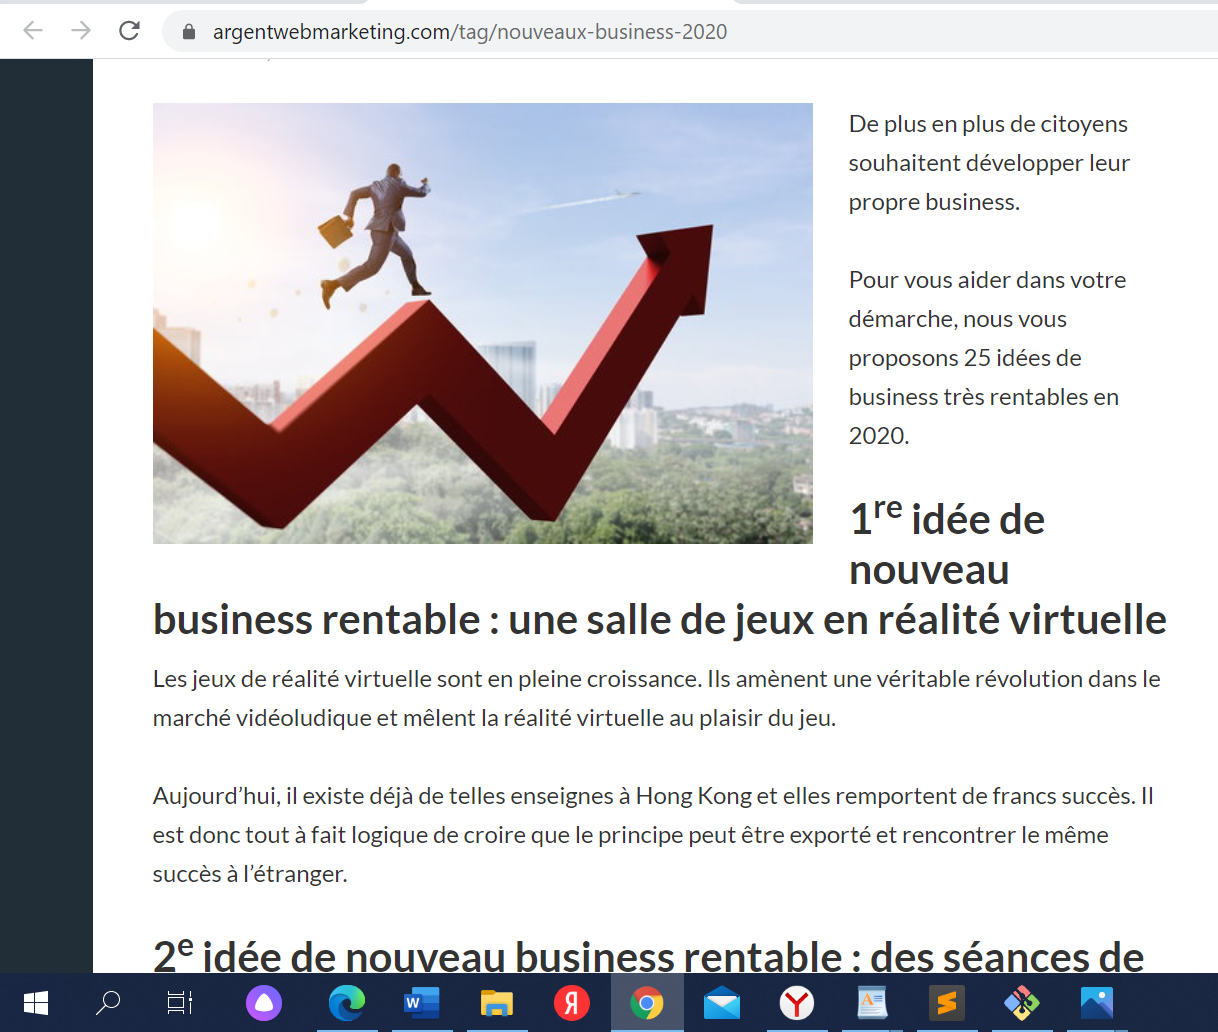 argentwebmarketing.com/tag/nouveaux-business-2020
De plus en plus de citoyens
souhaitent développer leur
propre business.
Pour vous aider dans votre
démarche, nous vous
proposons 25 idées de
business très rentables en
2020.
1re idée de
nouveau
business rentable : une salle de jeux en réalité virtuelle
Les jeux de réalité virtuelle sont en pleine croissance. Ils amènent une véritable révolution dans le
marché vidéoludique et mêlent la réalité virtuelle au plaisir du jeu.
Aujourd’hui, il existe déjà de telles enseignes à Hong Kong et elles remportent de francs succès. Il
est donc tout à fait logique de croire que le principe peut être exporté et rencontrer le même
succès à l’étranger.
2e idée de nouveau business rentable : des séances de